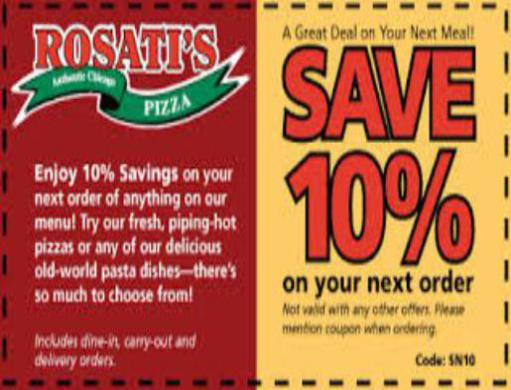 ROSATI'S
Authentic Chicago
PIZZA
Enjoy 10% Savings on your
next order of anything on our
menu! Try our fresh, piping-hot
pizzas or any of our delicious
old-world pasta dishes—there's
so much to choose from!
Includes dine-in, carry-out and
delivery orders.
A Great Deal on Your Next Meal!
SAVE
10%
on your next order
Not valid with any other offers. Please
mention coupon when ordering.
Code: SN10